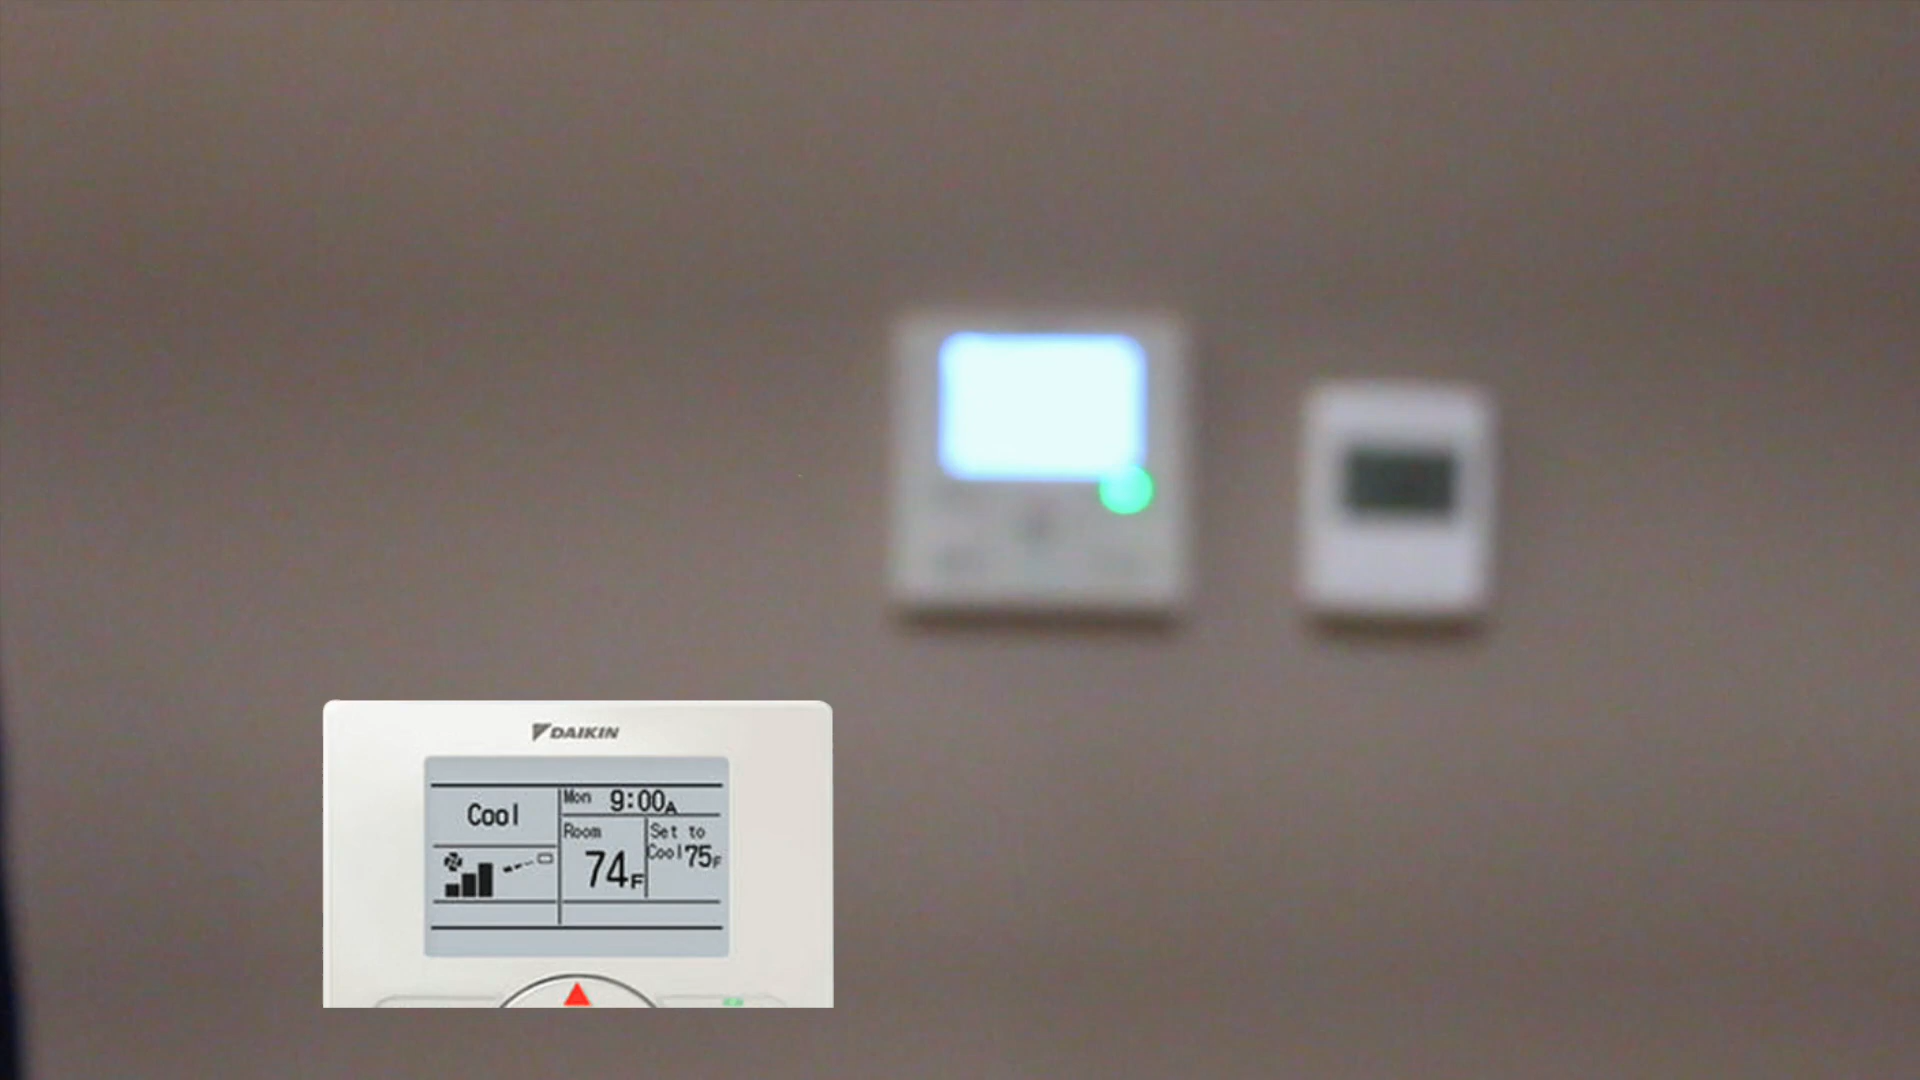 DAIKIN
Cool
Mon 9:00A
Room
74F
Set to
Cool 75F